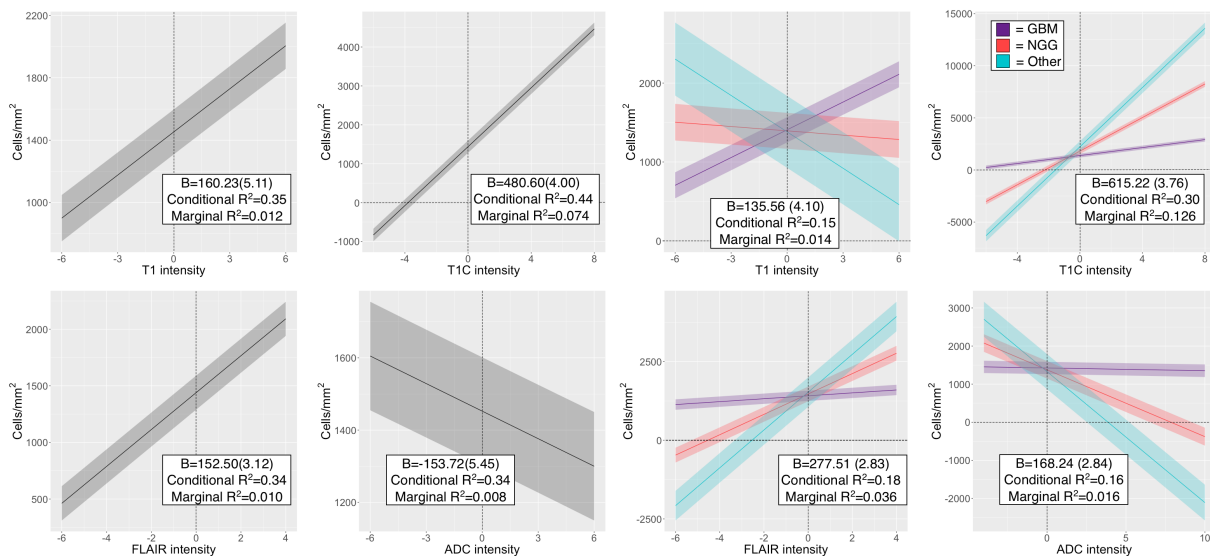 2200
1800
1400
1000
Cells/mm²
-6 -3 0 3 6
T1 intensity
B=160.23(5.11)
Conditional R²=0.35
Marginal R²=0.012
4000
3000
2000
1000
0
-1000
Cells/mm²
-4 0 4 8
T1C intensity
B=480.60(4.00)
Conditional R²=0.44
Marginal R²=0.074
2000
1000
0
Cells/mm²
-6 -3 0 3 6
T1 intensity
B=135.56 (4.10)
Conditional R²=0.15
Marginal R²=0.014
15000
10000
5000
0
-5000
Cells/mm²
-4 0 4 8
T1C intensity
= GBM
= NGG
= Other
B=615.22 (3.76)
Conditional R²=0.30
Marginal R²=0.126
2000
1500
1000
500
Cells/mm²
-6 -4 -2 0 2 4
FLAIR intensity
B=152.50(3.12)
Conditional R²=0.34
Marginal R²=0.010
1600
1400
1200
Cells/mm²
-6 -3 0 3 6
ADC intensity
B=-153.72(5.45)
Conditional R²=0.34
Marginal R²=0.008
2500
0
-2500
Cells/mm²
-6 -4 -2 0 2 4
FLAIR intensity
B=277.51 (2.83)
Conditional R²=0.18
Marginal R²=0.036
3000
2000
1000
0
-1000
-2000
Cells/mm²
0 5 10
ADC intensity
B=168.24 (2.84)
Conditional R²=0.16
Marginal R²=0.016